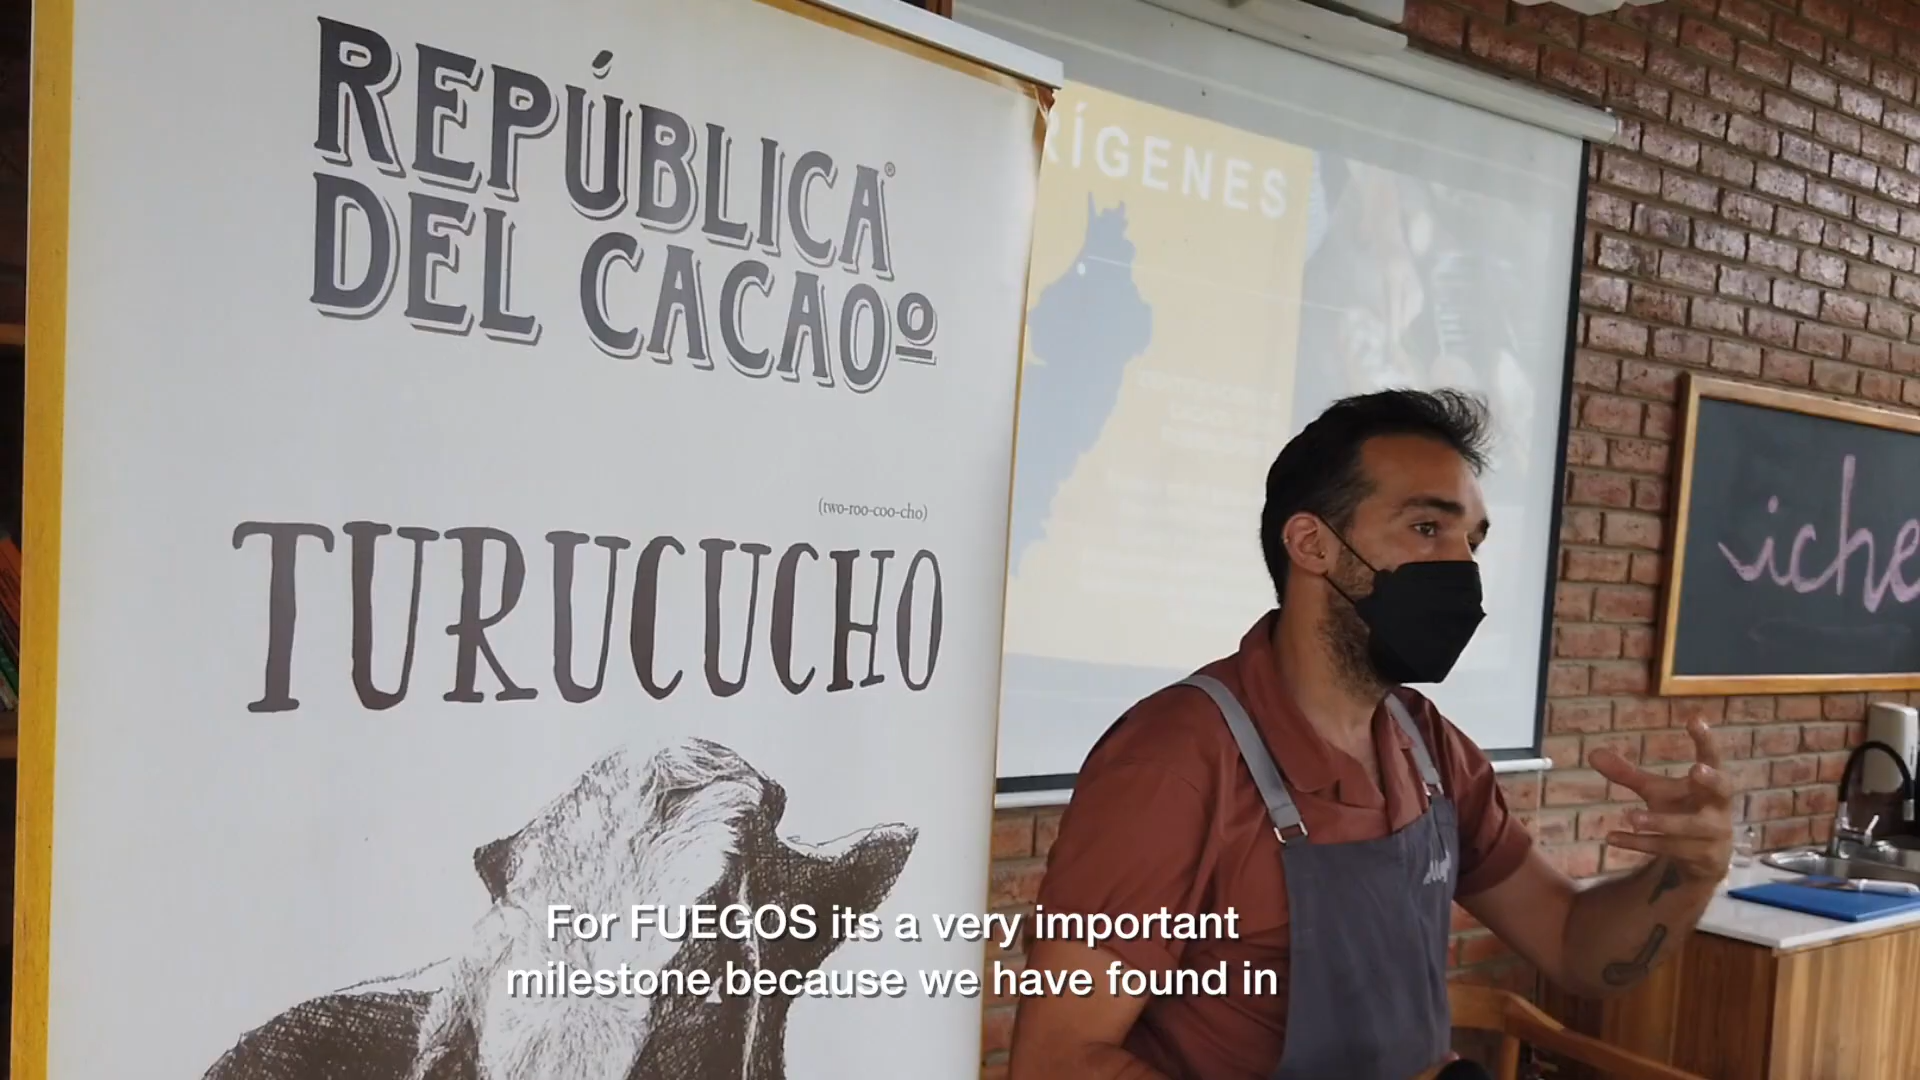 REPÚBLICA®
DEL CACAOº
(two-roo-coo-cho)
TURUCUCHO
RÍGENES
iche
For FUEGOS its a very important
milestone because we have found in